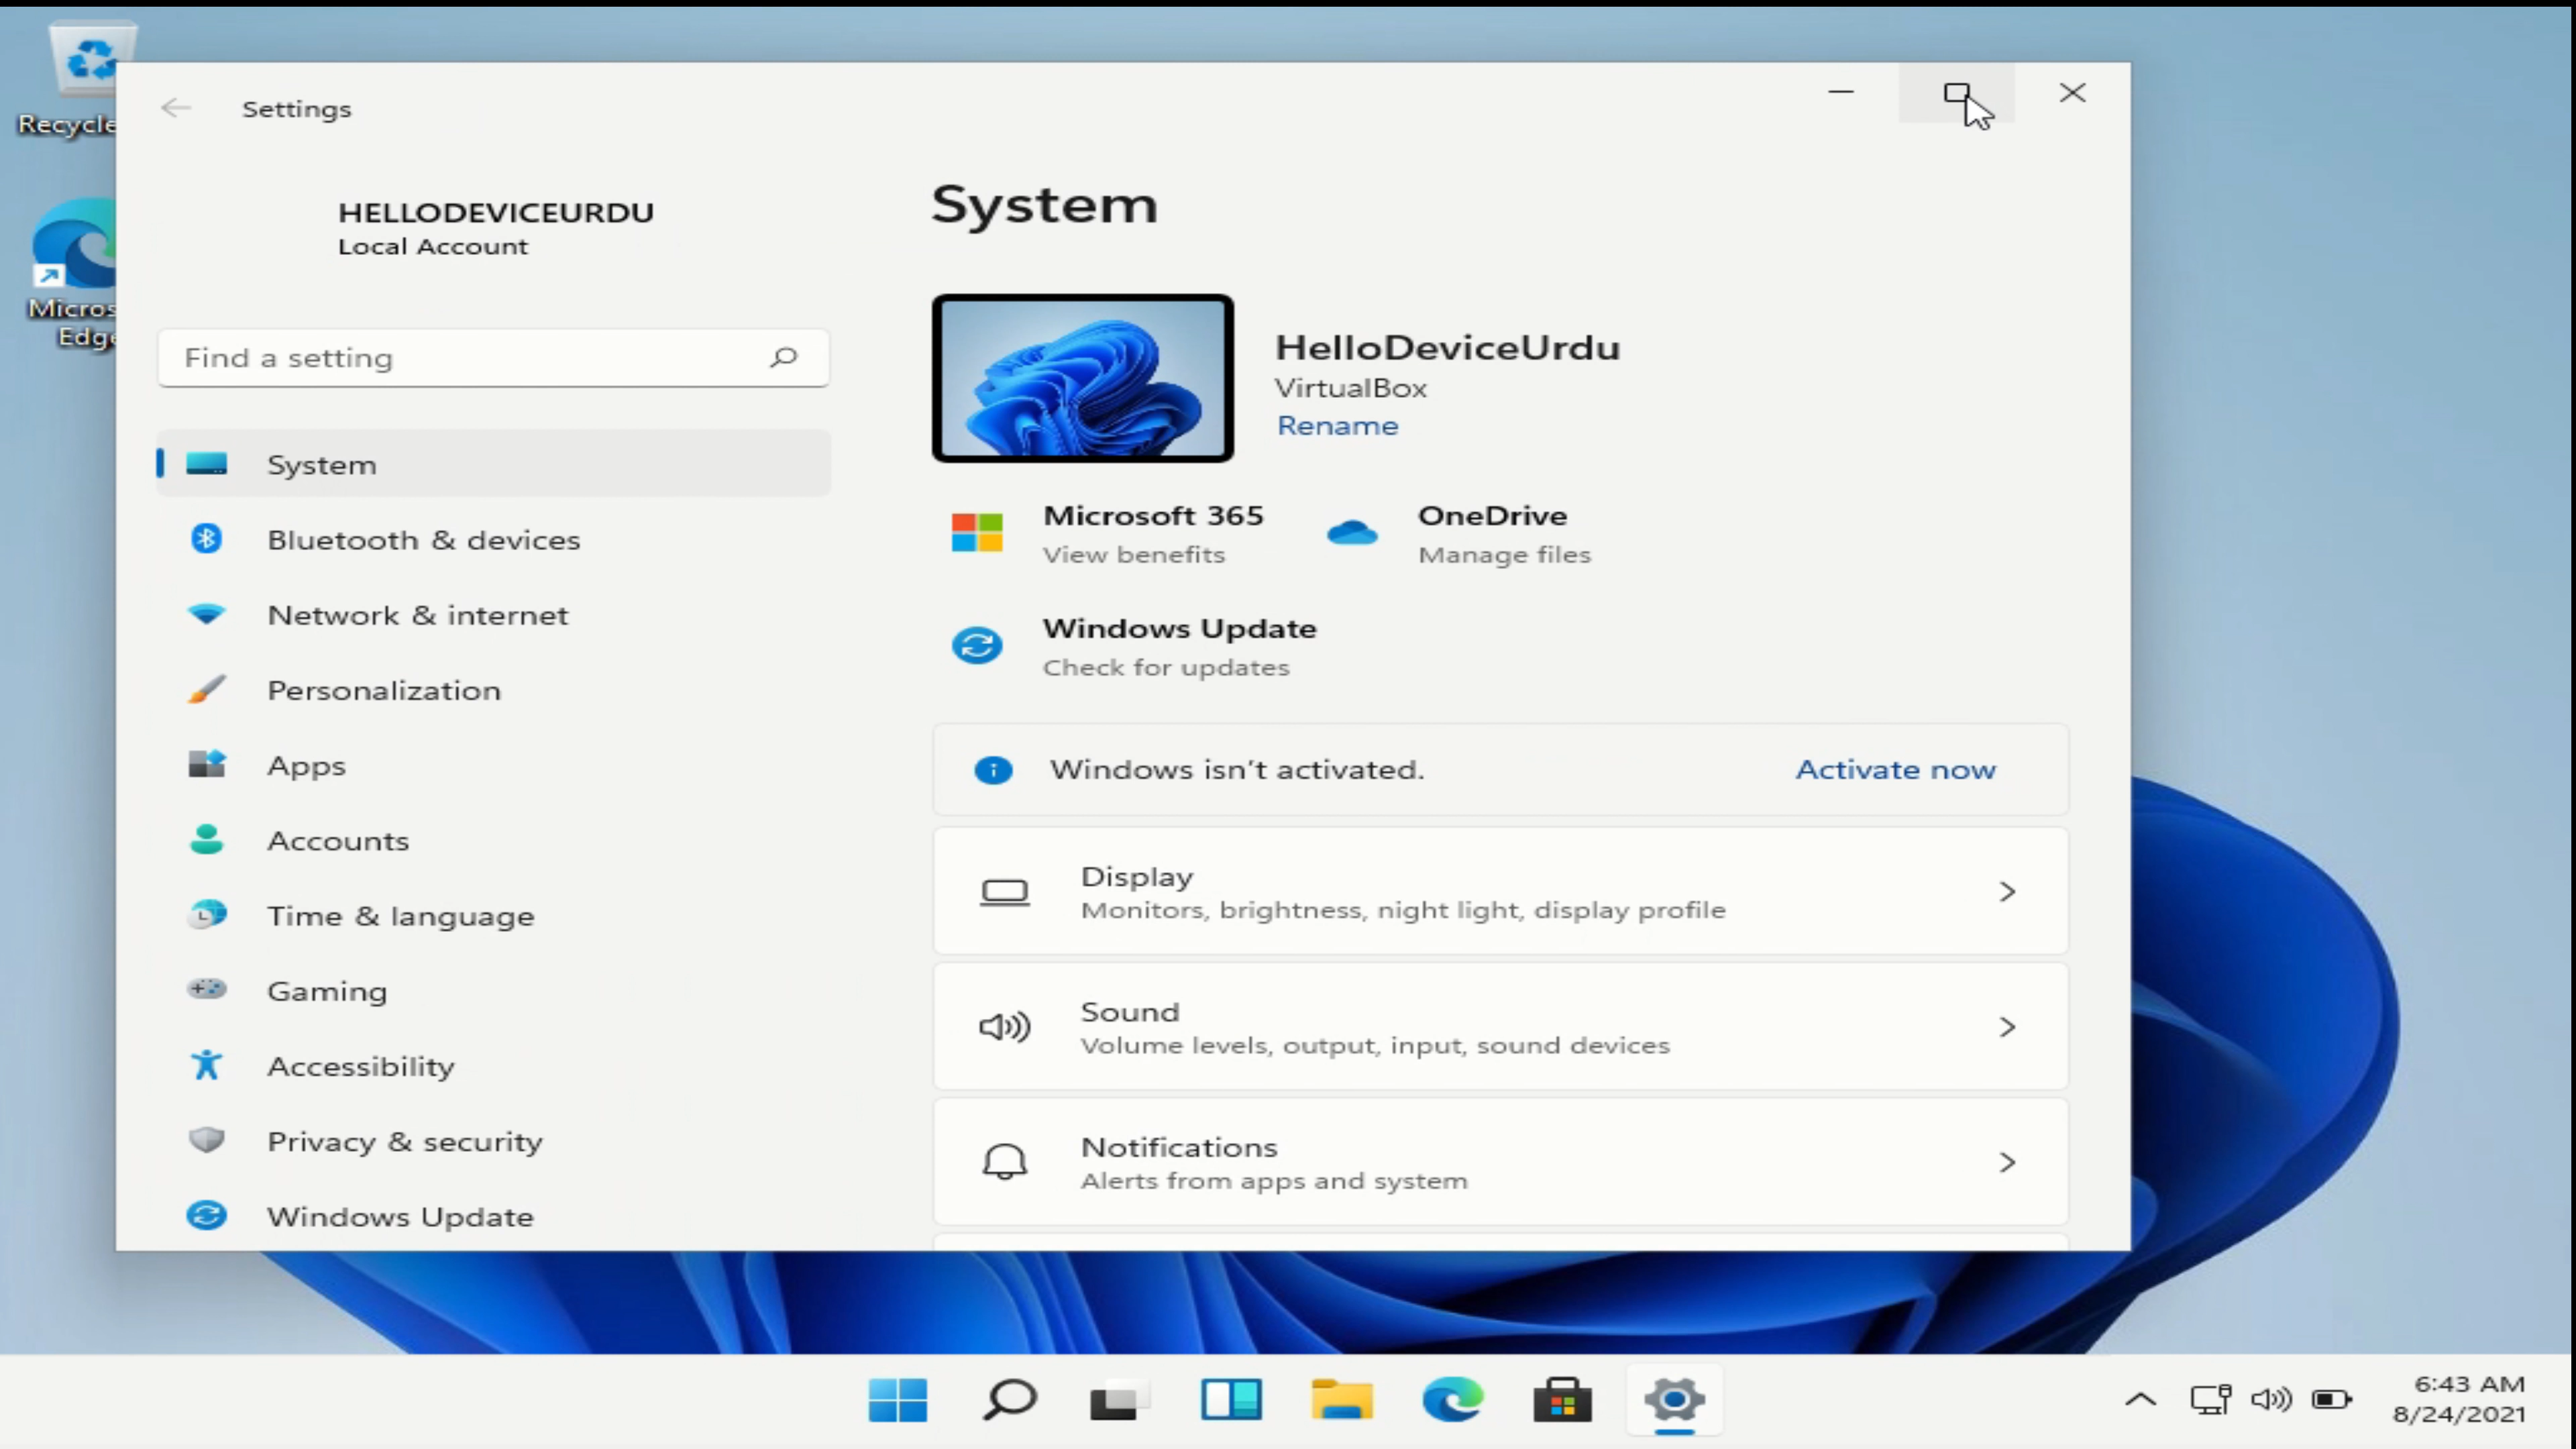 Recycle
Micros
Edge
Settings
HELLODEVICEURDU
Local Account
Find a setting
System
Bluetooth & devices
Network & internet
Personalization
Apps
Accounts
Time & language
Gaming
Accessibility
Privacy & security
Windows Update
System
HelloDeviceUrdu
VirtualBox
Rename
Microsoft 365
View benefits
OneDrive
Manage files
Windows Update
Check for updates
Windows isn't activated.
Activate now
Display
Monitors, brightness, night light, display profile
Sound
Volume levels, output, input, sound devices
Notifications
Alerts from apps and system
6:43 AM
8/24/2021